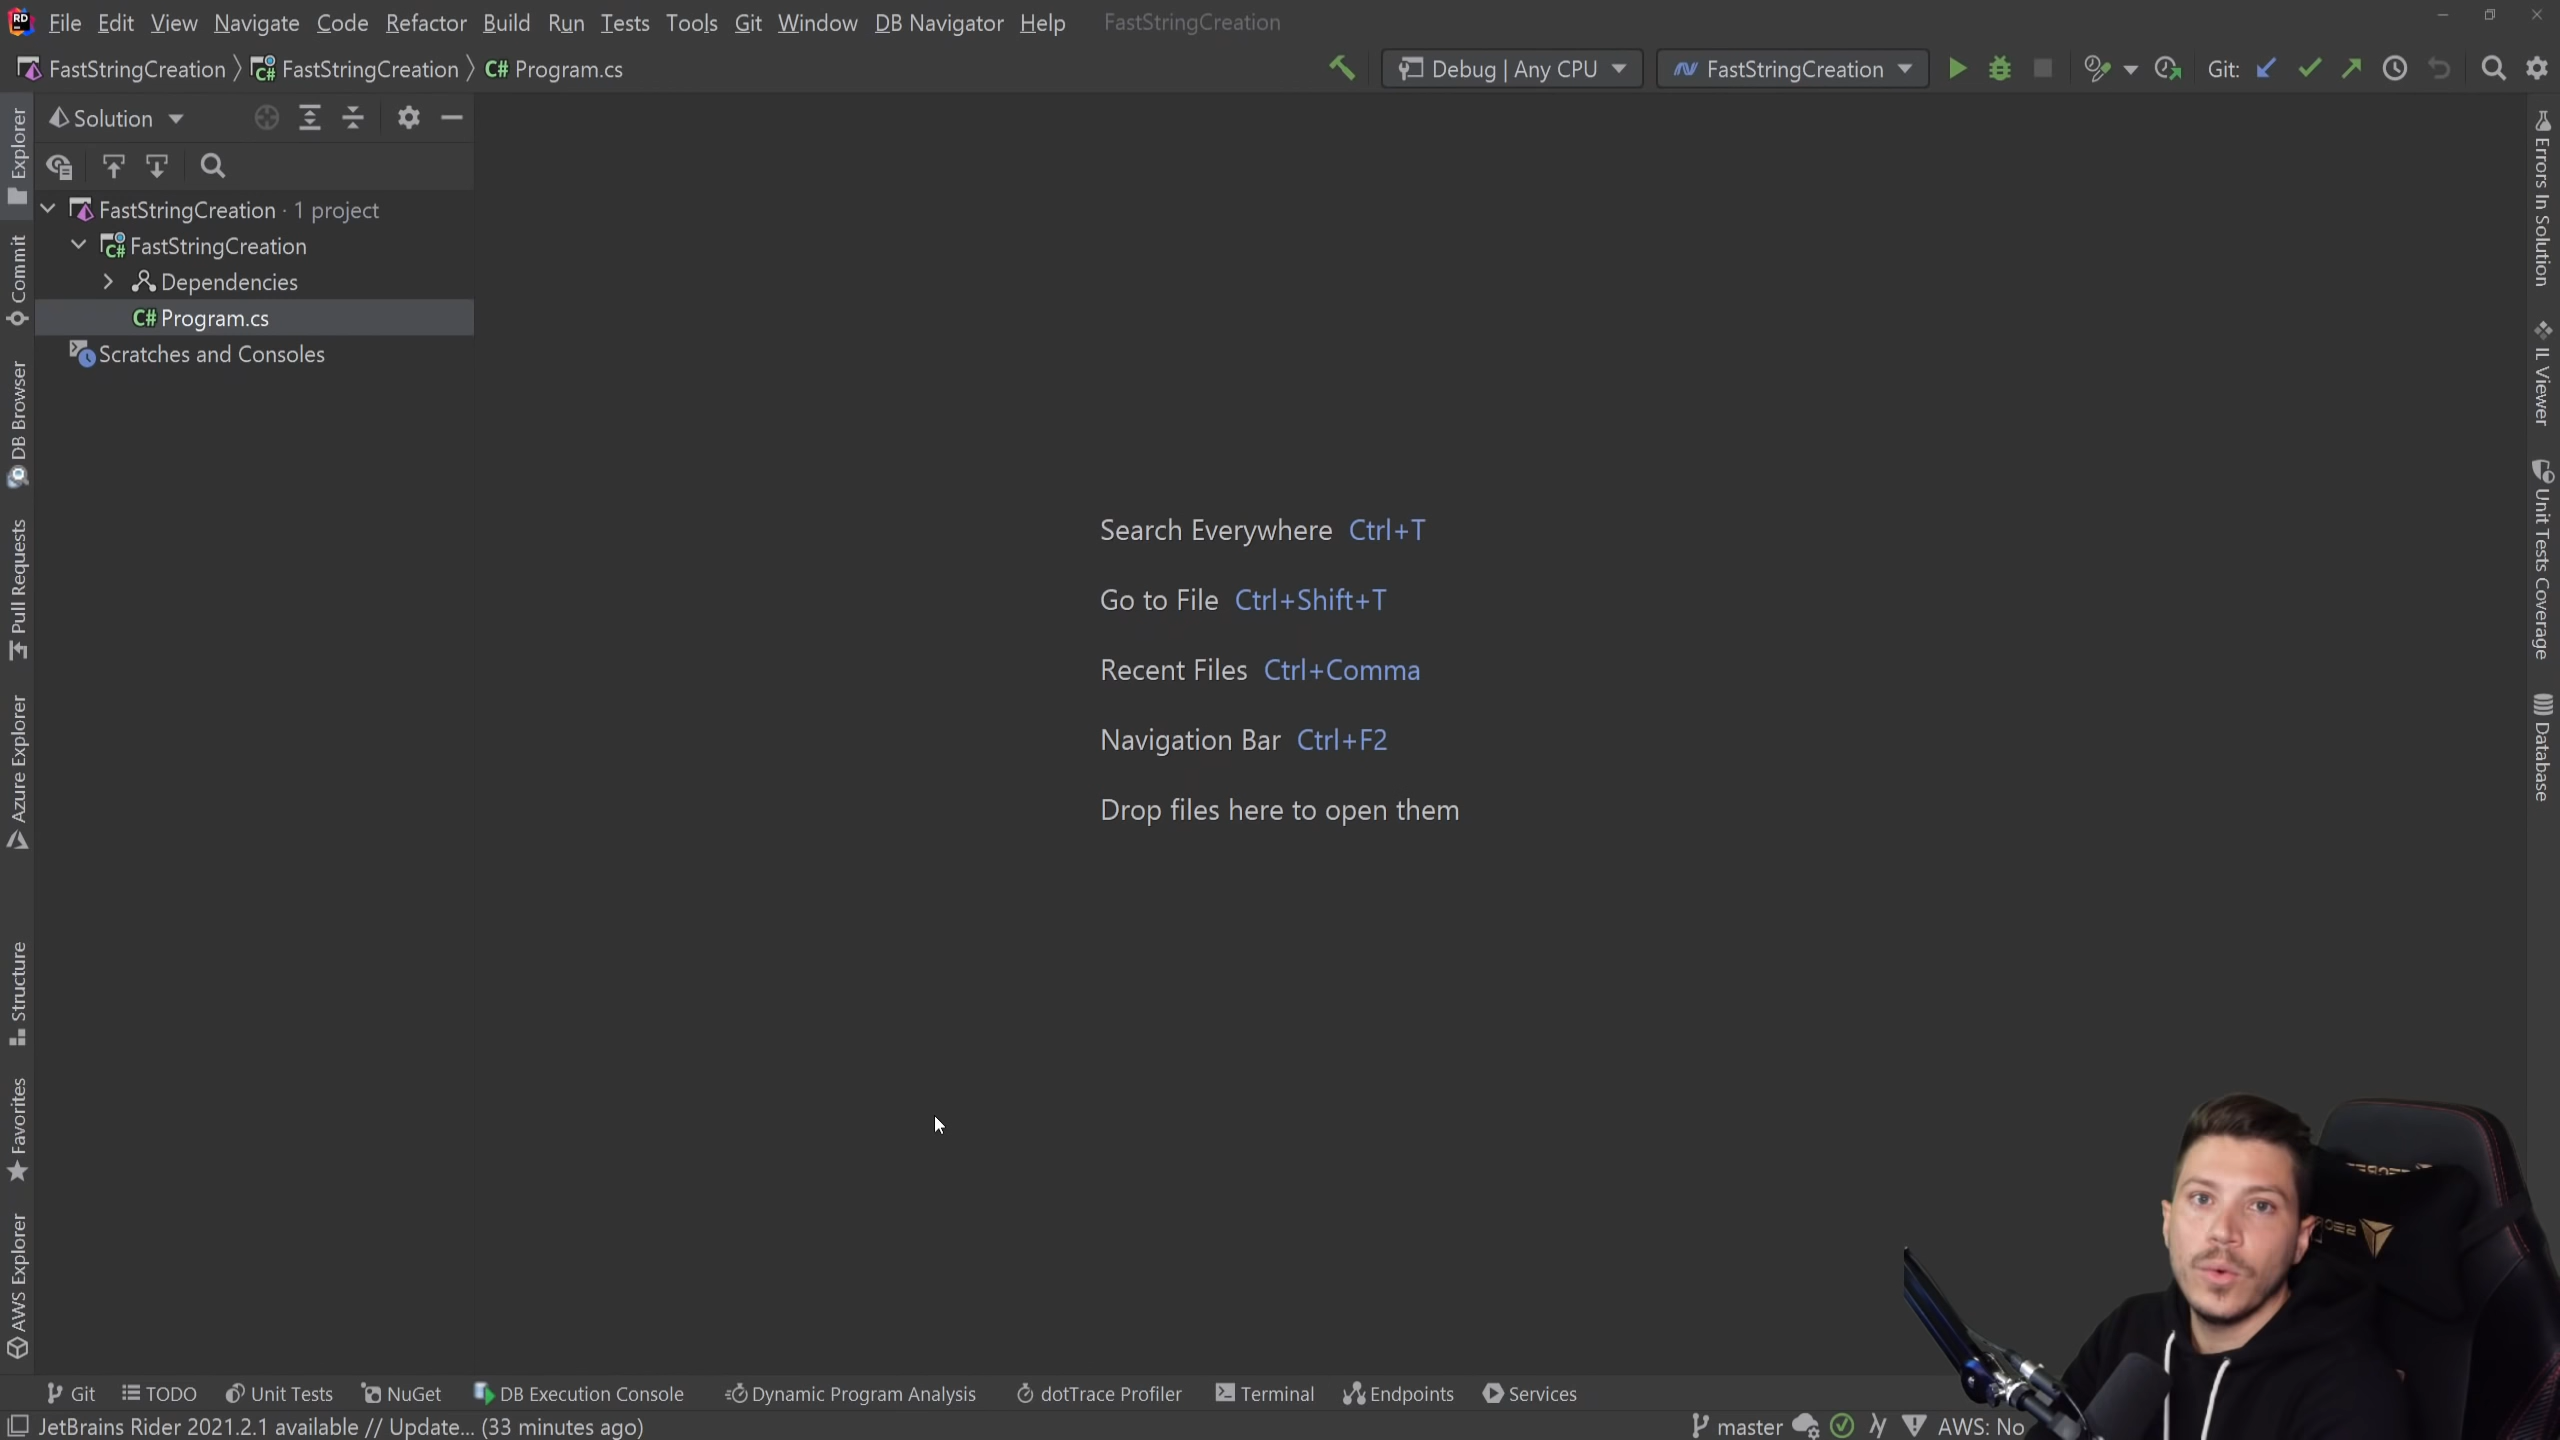 File Edit View Navigate Code Refactor Build Run Tests Tools Git Window DB Navigator Help FastStringCreation
FastStringCreation FastStringCreation C# Program.cs Debug | Any CPU FastStringCreation Git:
Solution
FastStringCreation · 1 project
FastStringCreation
Dependencies
C# Program.cs
Scratches and Consoles
Explorer
Commit
DB Browser
Pull Requests
Azure Explorer
Structure
Favorites
AWS Explorer
Search Everywhere Ctrl+T
Go to File Ctrl+Shift+T
Recent Files Ctrl+Comma
Navigation Bar Ctrl+F2
Drop files here to open them
Errors In Solution
IL Viewer
Unit Tests Coverage
Database
Git TODO Unit Tests NuGet DB Execution Console Dynamic Program Analysis dotTrace Profiler Terminal Endpoints Services
JetBrains Rider 2021.2.1 available // Update... (33 minutes ago) master AWS: No